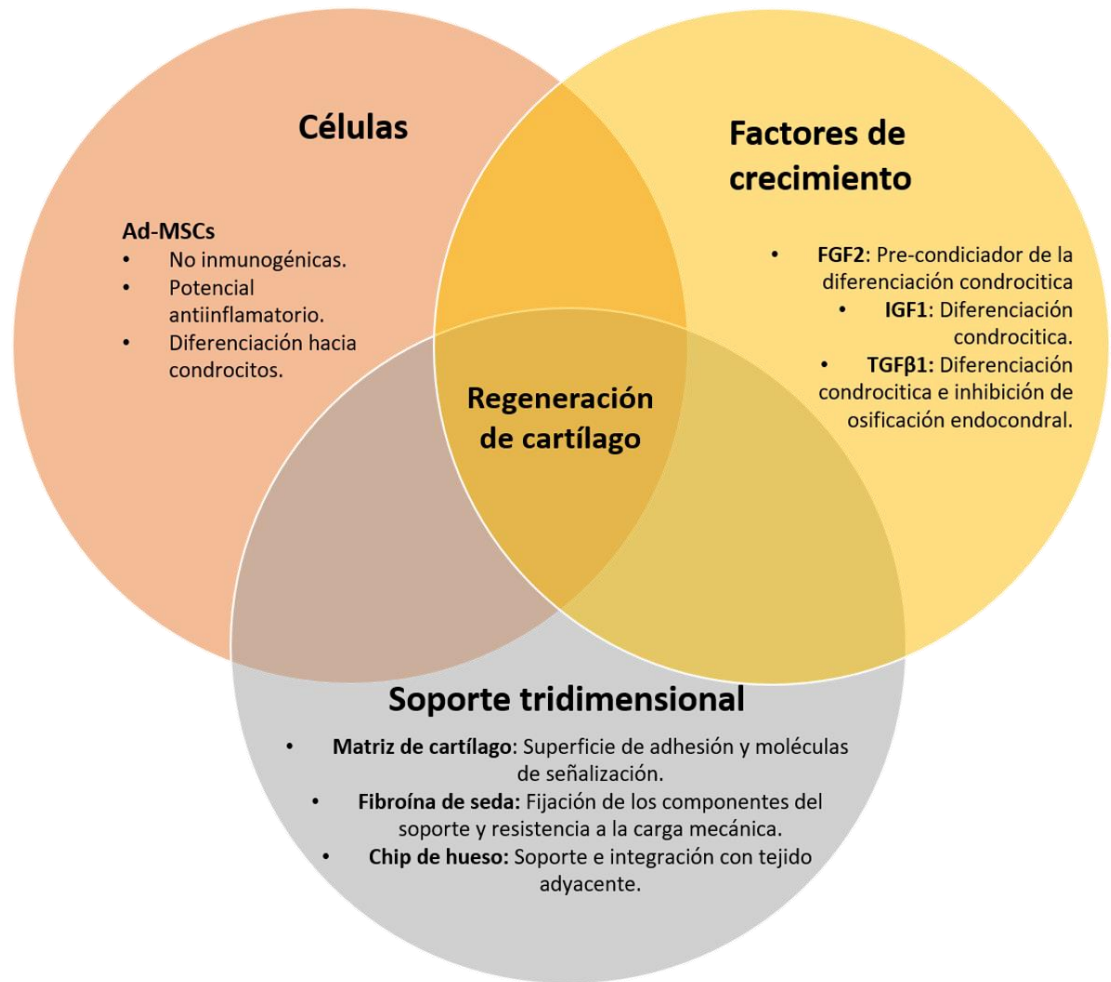 Células
Ad-MSCs
• No inmunogénicas.
• Potencial
antiinflamatorio.
• Diferenciación hacia
condrocitos.
Factores de
crecimiento
• FGF2: Pre-condiciador de la
diferenciación condrocitica
• IGF1: Diferenciación
condrocitica.
• TGFβ1: Diferenciación
condrocitica e inhibición de
osificación endocondral.
Regeneración
de cartílago
Soporte tridimensional
• Matriz de cartílago: Superficie de adhesión y moléculas
de señalización.
• Fibroína de seda: Fijación de los componentes del
soporte y resistencia a la carga mecánica.
• Chip de hueso: Soporte e integración con tejido
adyacente.